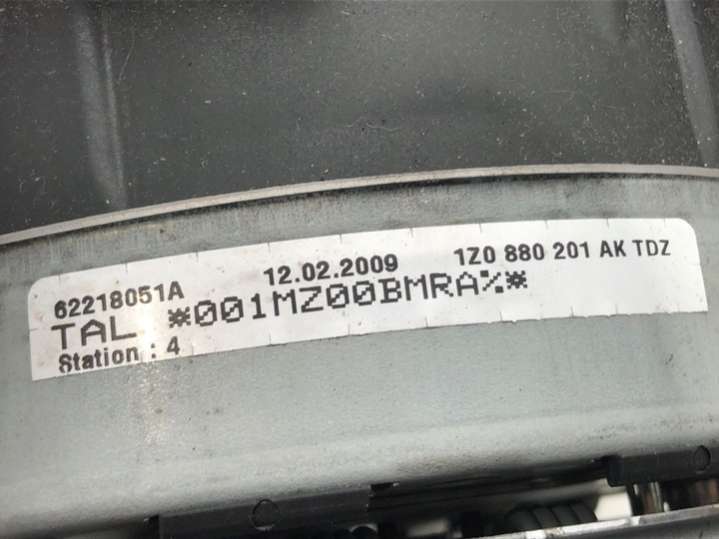 62218051A 12.02.2009 1Z0 880 201 AK TDZ
TAL *001MZ00BMRA%*
Station : 4